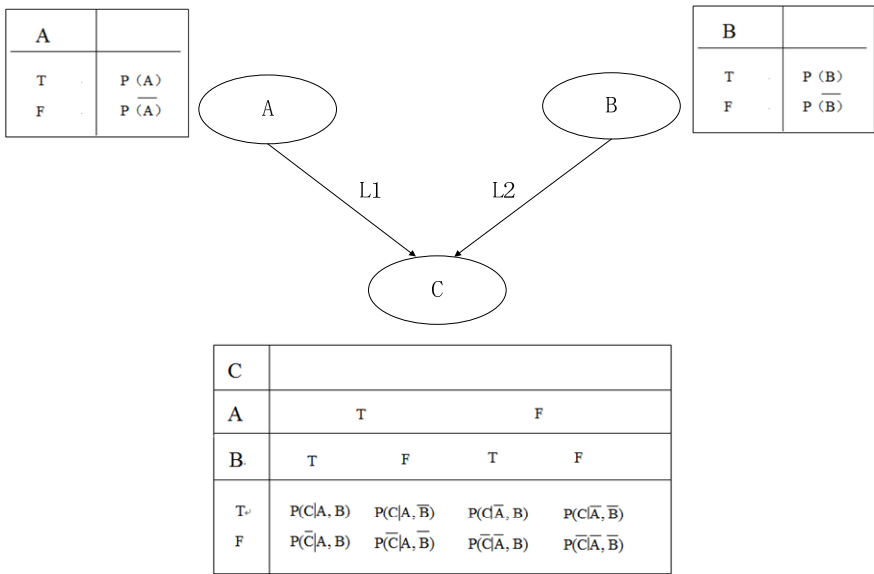 A
T P（A）
F P（A̅）
B
T P（B）
F P（B̅）
A
B
L1
L2
C
C
A T F
B T F T F
T P(C|A, B) P(C|A, B̅) P(C|A̅, B) P(C|A̅, B̅)
F P(C̅|A, B) P(C̅|A, B̅) P(C̅|A̅, B) P(C̅|A̅, B̅)